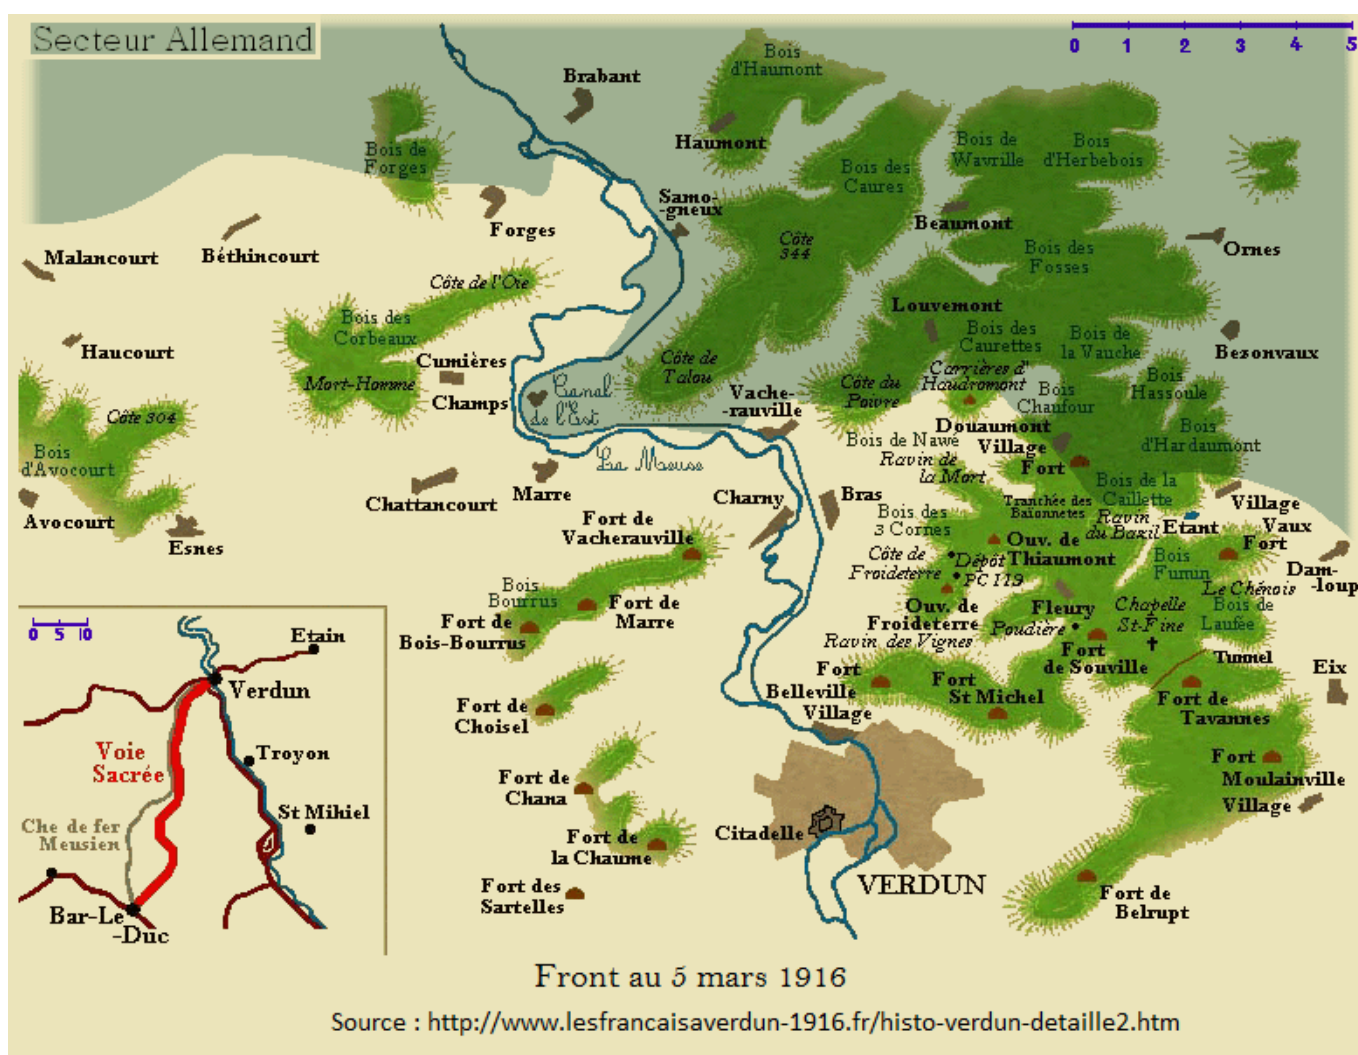 Secteur Allemand
0 1 2 3 4 5
Bois
d'Haumont
Brabant
Haumont
Bois de
Forges
Bois de
Wavrille
Bois
d'Herbebois
Bois des
Caures
Samo-
-gneux
Forges
Beaumont
Malancourt
Béthincourt
Côte
344
Bois des
Fosses
Ornes
Côte de l'Oie
Louvemont
Bois des
Corbeaux
Haucourt
Cumières
Mort-Homme
Champs
Côte de
Talou
Canal
de l'Est
Vache-
-rauville
Côte du
Poivre
Bois des
Caurettes
Bois de
la Vauche
Bezonvaux
Carrières d'
Haudromont
Bois
Chaufour
Bois
Hassoule
Côte 304
Bois
d'Avocourt
Douaumont
Village
Fort
Bois
d'Hardaumont
Bois de Nawé
Ravin de
la Mort
La Meuse
Avocourt
Esnes
Chattancourt
Marre
Charny
Bras
Bois de la
Caillette
Tranchée des
Baïonnetes
Ravin
du Bazil
Etang
Village
Vaux
Fort
Bois des
3 Cornes
Fort de
Vacherauville
Ouv. de
Thiaumont
Côte de
Froideterre
Dépôt
PC 119
Bois
Fumin
Dam-
-loup
Le Chénois
Bois de
Laufée
Bois
Bourrus
Fort de
Bois-Bourrus
Fort de
Marre
Ouv. de
Froideterre
Fleury
Poudière
Chapelle
St-Fine
Ravin des Vignes
Fort
de Souville
Tunnel
Eix
Fort
Belleville
Village
Fort
St Michel
Fort de
Tavannes
Fort de
Choisel
Fort
Moulainville
Village
Fort de
Chana
Citadelle
Fort de
la Chaume
VERDUN
Fort des
Sartelles
Fort de
Belrupt
0 5 10
Etain
Verdun
Voie
Sacrée
Troyon
St Mihiel
Che de fer
Meusien
Bar-Le
-Duc
Front au 5 mars 1916
Source : http://www.lesfrancaisaverdun-1916.fr/histo-verdun-detaille2.htm